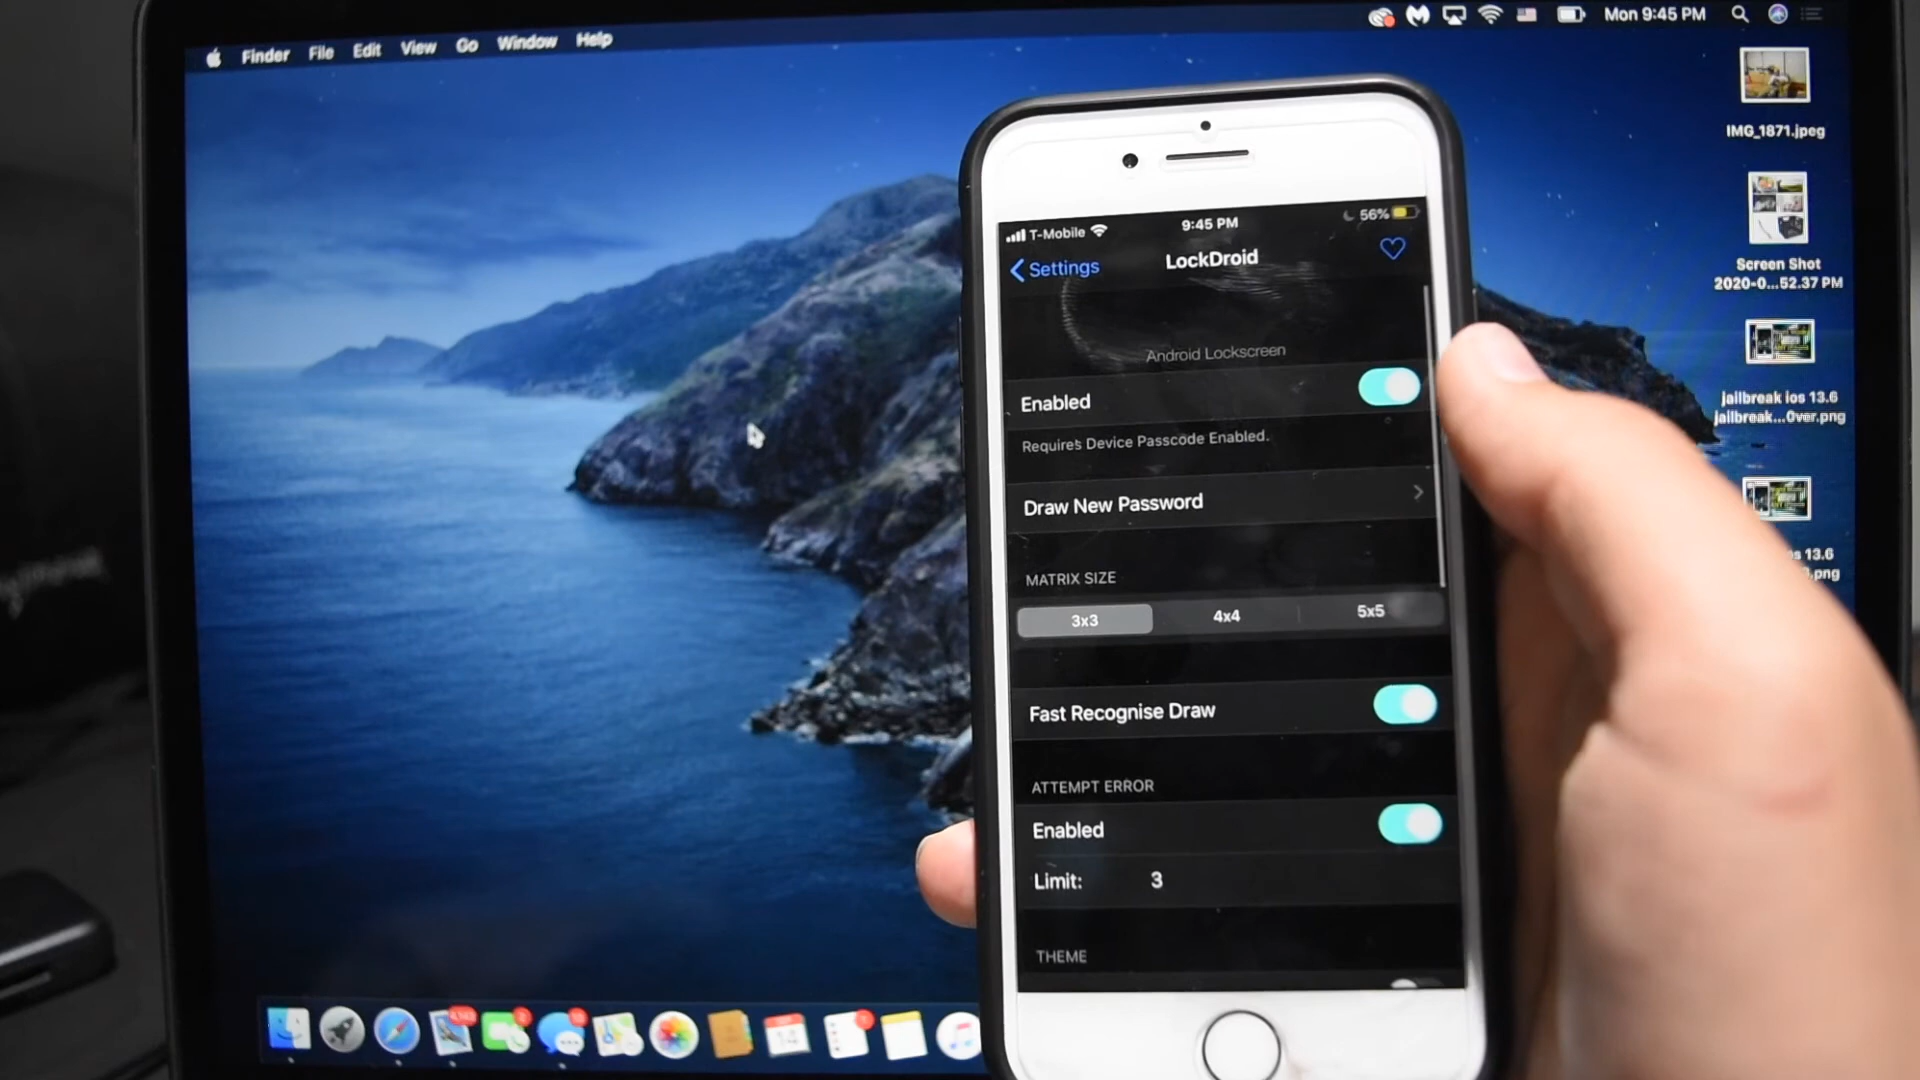 Finder File Edit View Go Window Help
Mon 9:45 PM
IMG_1871.jpeg
Screen Shot
2020-0...52.37 PM
jailbreak ios 13.6
jailbreak...0ver.png
s 13.6
.png
T-Mobile 9:45 PM 56%
Settings LockDroid
Android Lockscreen
Enabled
Requires Device Passcode Enabled.
Draw New Password
MATRIX SIZE
3x3 4x4 5x5
Fast Recognise Draw
ATTEMPT ERROR
Enabled
Limit: 3
THEME